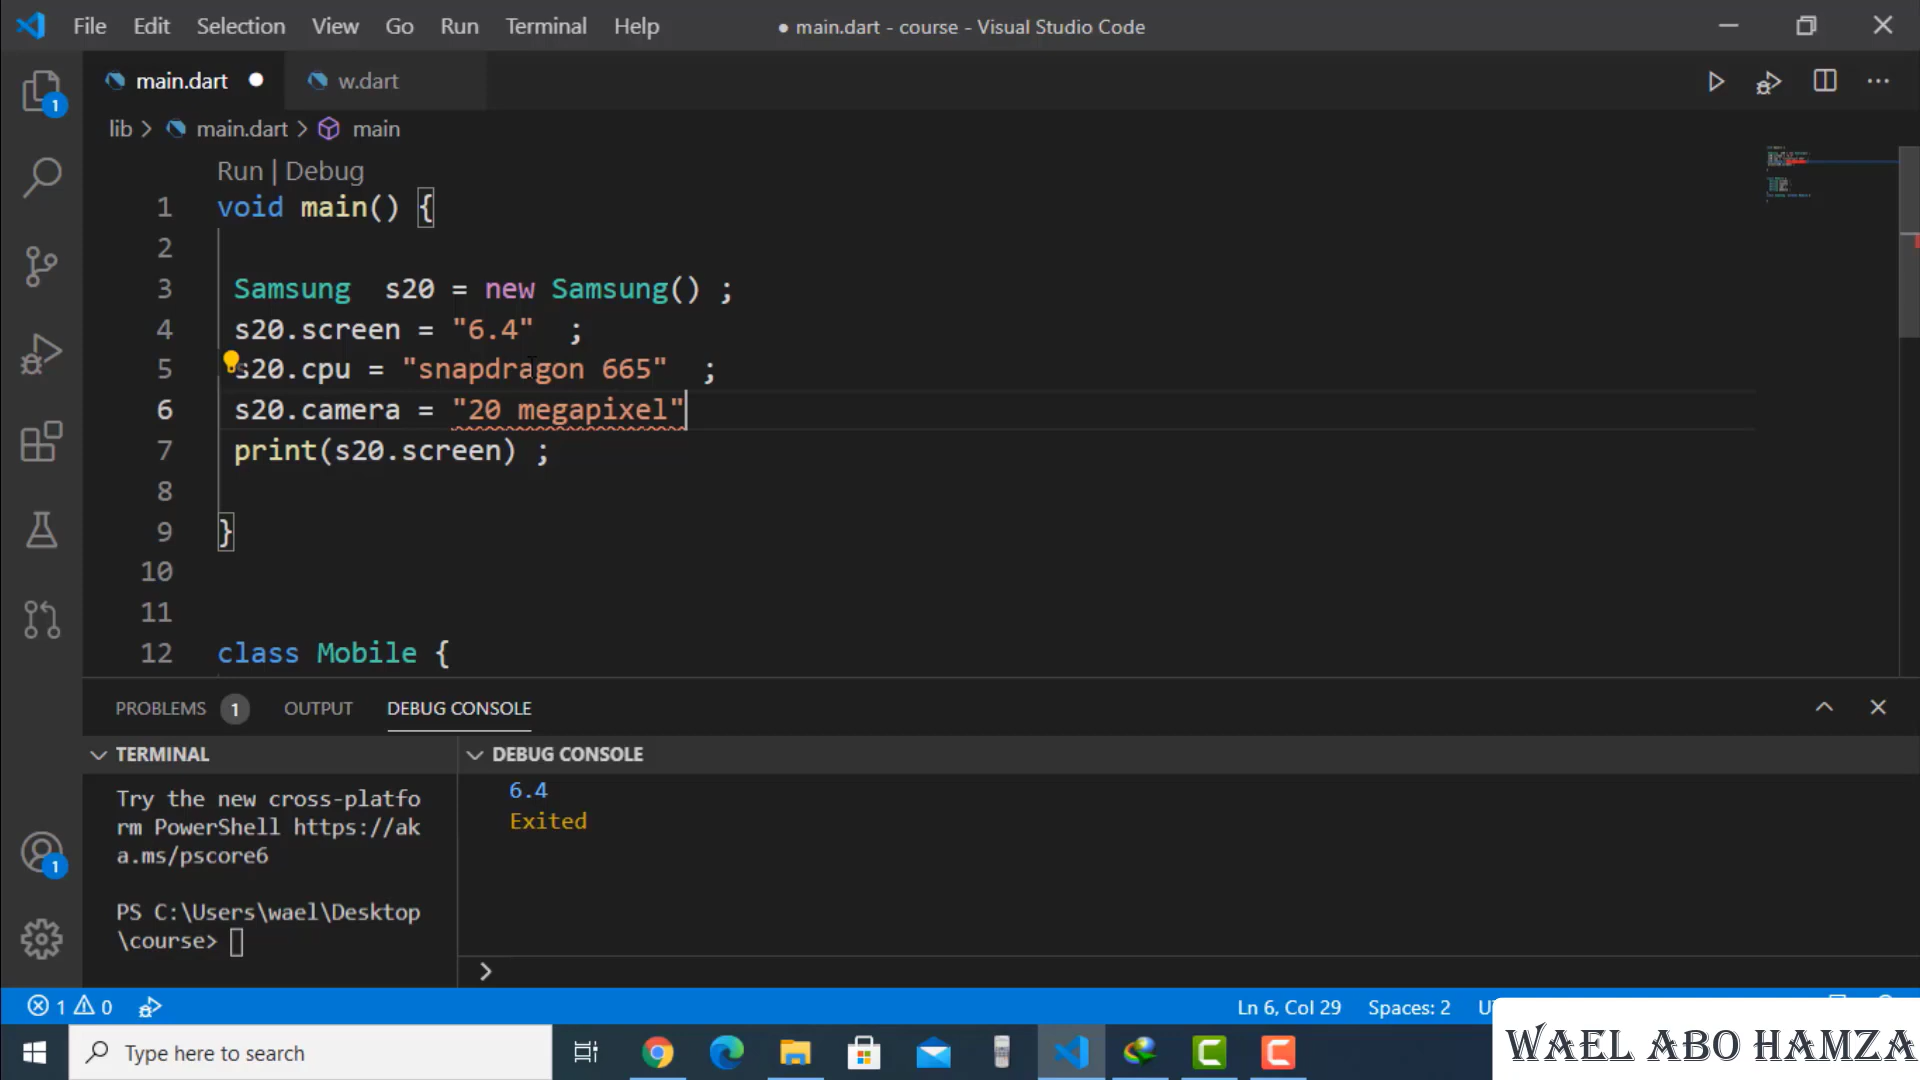 File Edit Selection View Go Run Terminal Help ● main.dart - course - Visual Studio Code
main.dart w.dart
lib > main.dart > main
Run | Debug
1 void main() {
2
3 Samsung s20 = new Samsung() ;
4 s20.screen = "6.4" ;
5 s20.cpu = "snapdragon 665" ;
6 s20.camera = "20 megapixel"
7 print(s20.screen) ;
8
9 }
10
11
12 class Mobile {
PROBLEMS 1 OUTPUT DEBUG CONSOLE
TERMINAL
Try the new cross-platfo
rm PowerShell https://ak
a.ms/pscore6
PS C:\Users\wael\Desktop
\course>
DEBUG CONSOLE
6.4
Exited
1 0 Ln 6, Col 29 Spaces: 2
Type here to search
WAEL ABO HAMZA